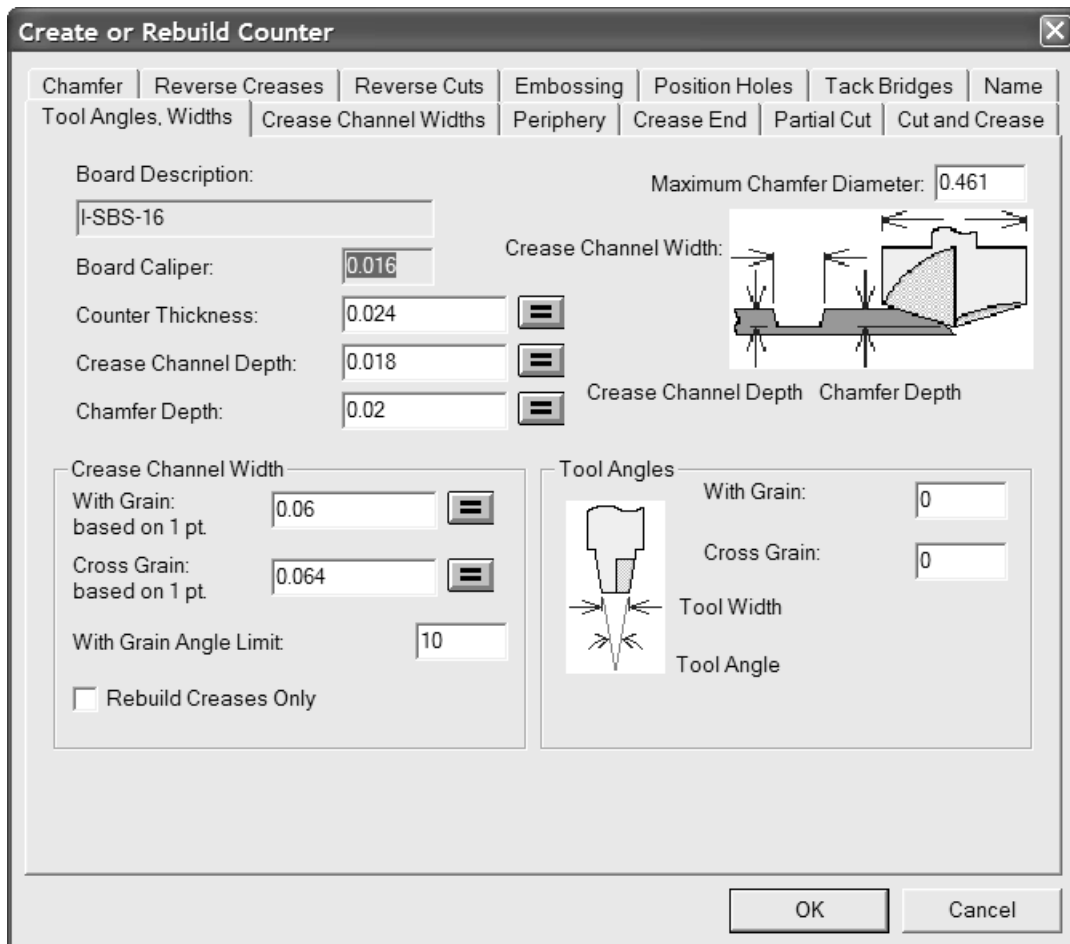 Create or Rebuild Counter
Chamfer Reverse Creases Reverse Cuts Embossing Position Holes Tack Bridges Name
Tool Angles, Widths Crease Channel Widths Periphery Crease End Partial Cut Cut and Crease
Board Description:
I-SBS-16
Maximum Chamfer Diameter: 0.461
Crease Channel Width:
Board Caliper: 0.016
Counter Thickness: 0.024 =
Crease Channel Depth: 0.018 =
Chamfer Depth: 0.02 =
Crease Channel Depth Chamfer Depth
Crease Channel Width
With Grain: 0.06 =
based on 1 pt.
Cross Grain: 0.064 =
based on 1 pt.
With Grain Angle Limit: 10
Rebuild Creases Only
Tool Angles
With Grain: 0
Cross Grain: 0
Tool Width
Tool Angle
OK Cancel